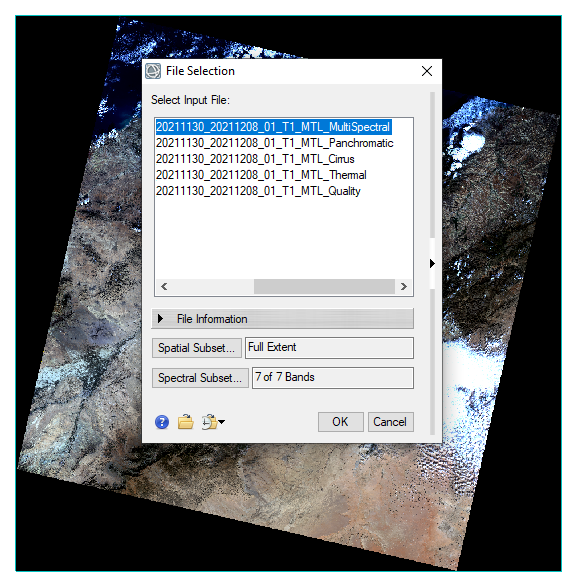 File Selection
Select Input File:
20211130_20211208_01_T1_MTL_MultiSpectral
20211130_20211208_01_T1_MTL_Panchromatic
20211130_20211208_01_T1_MTL_Cirrus
20211130_20211208_01_T1_MTL_Thermal
20211130_20211208_01_T1_MTL_Quality
File Information
Spatial Subset... Full Extent
Spectral Subset... 7 of 7 Bands
? OK Cancel